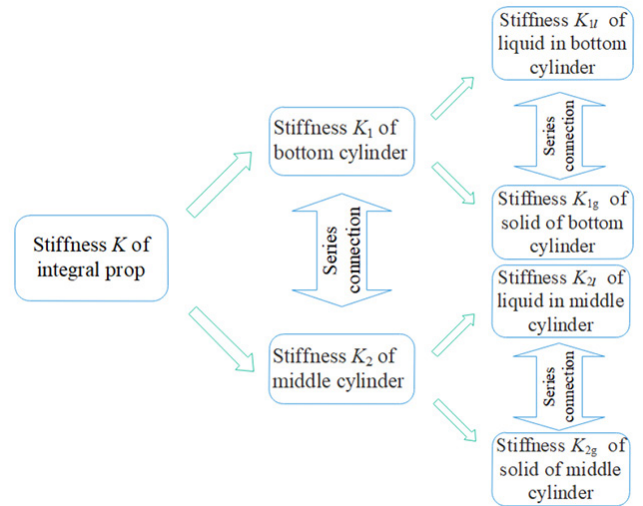 Stiffness K of
integral prop
Stiffness K₁ of
bottom cylinder
Series
connection
Stiffness K₂ of
middle cylinder
Stiffness K₁ₗ of
liquid in bottom
cylinder
Series
connection
Stiffness K₁g of
solid of bottom
cylinder
Stiffness K₂ₗ of
liquid in middle
cylinder
Series
connection
Stiffness K₂g of
solid of middle
cylinder